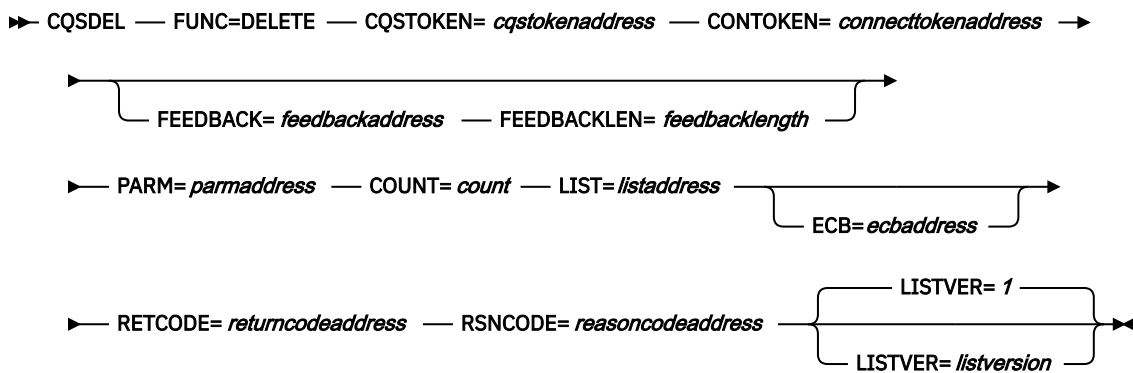 CQSDEL FUNC=DELETE CQSTOKEN= cqstokenaddress CONTOKEN= connecttokenaddress
FEEDBACK= feedbackaddress FEEDBACKLEN= feedbacklength
PARM= parmaddress COUNT= count LIST= listaddress
ECB= ecbaddress
LISTVER= 1
RETCODE= returncodeaddress RSNCODE= reasoncodeaddress
LISTVER= listversion